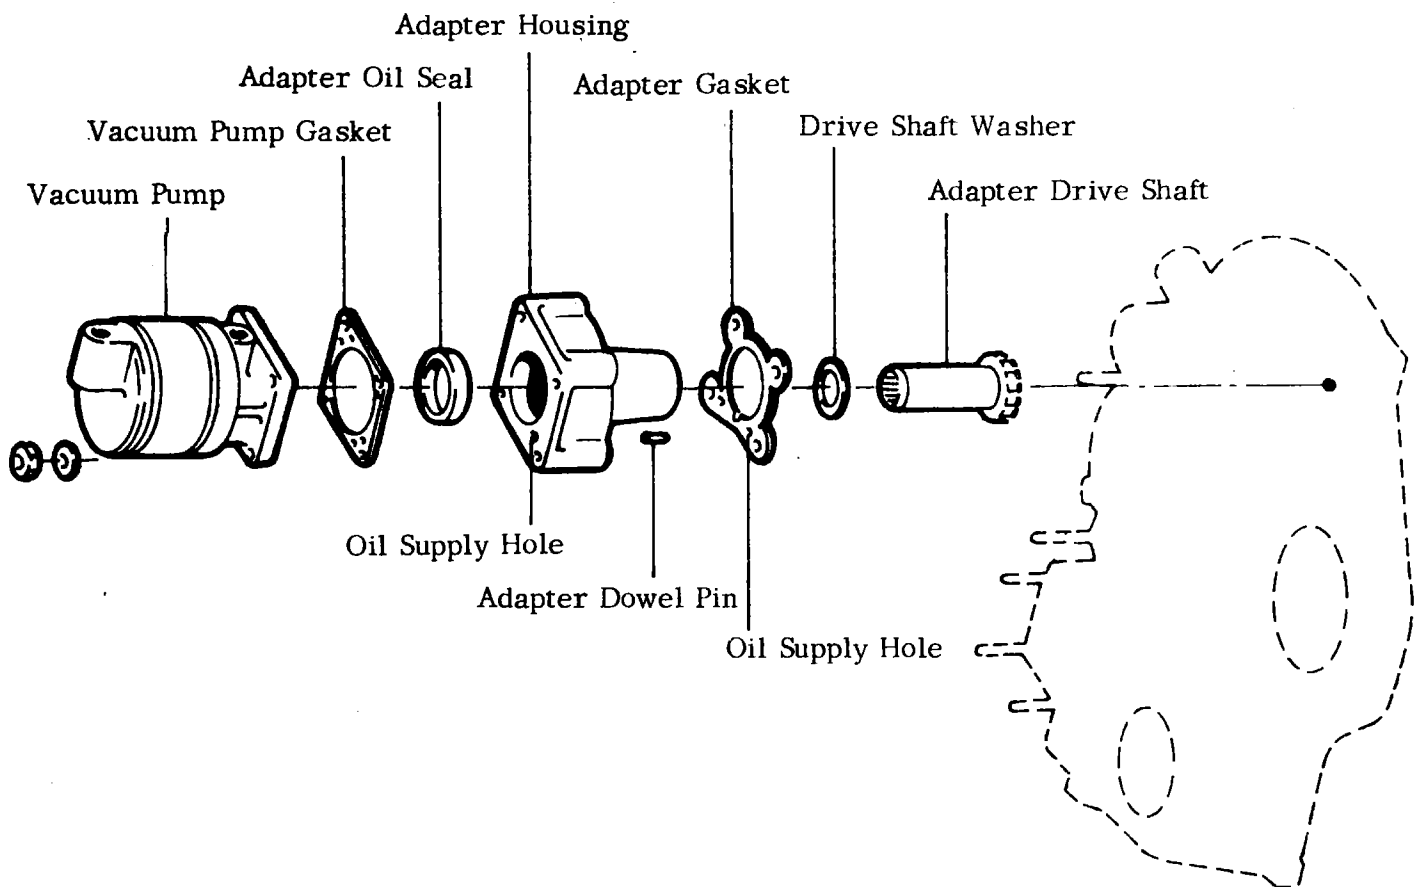 Adapter Housing
Adapter Oil Seal
Adapter Gasket
Vacuum Pump Gasket
Drive Shaft Washer
Vacuum Pump
Adapter Drive Shaft
Oil Supply Hole
Adapter Dowel Pin
Oil Supply Hole